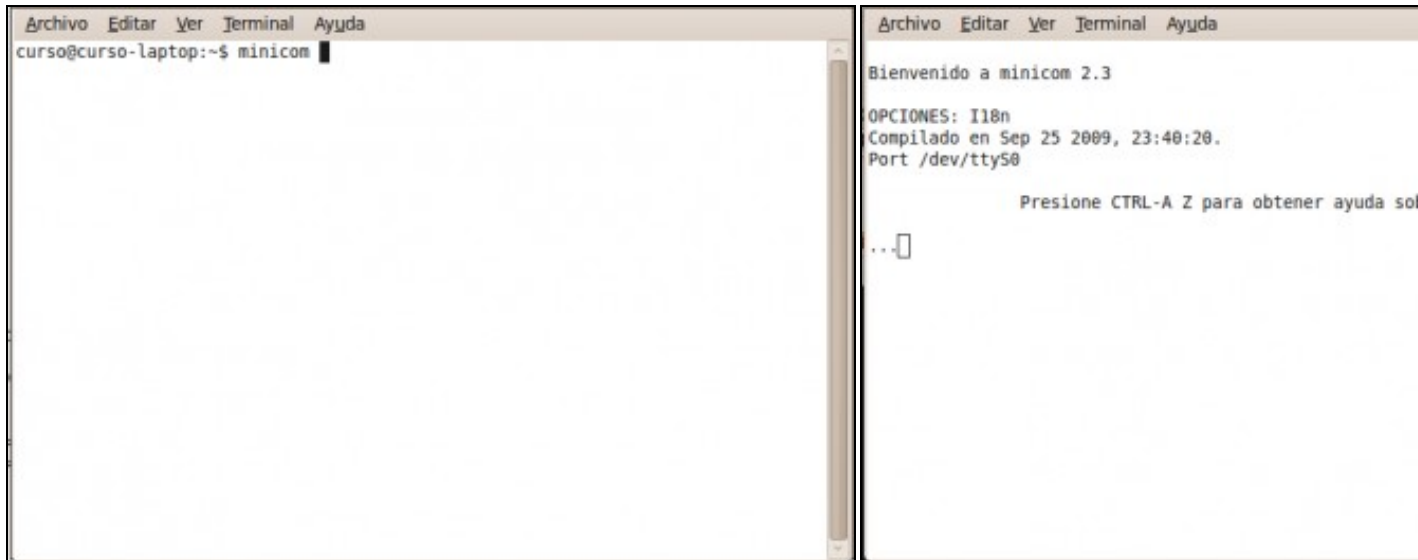 Archivo Editar Ver Terminal Ayuda
curso@curso-laptop:~$ minicom
Archivo Editar Ver Terminal Ayuda
Bienvenido a minicom 2.3
OPCIONES: I18n
Compilado en Sep 25 2009, 23:40:20.
Port /dev/ttyS0
Presione CTRL-A Z para obtener ayuda
...